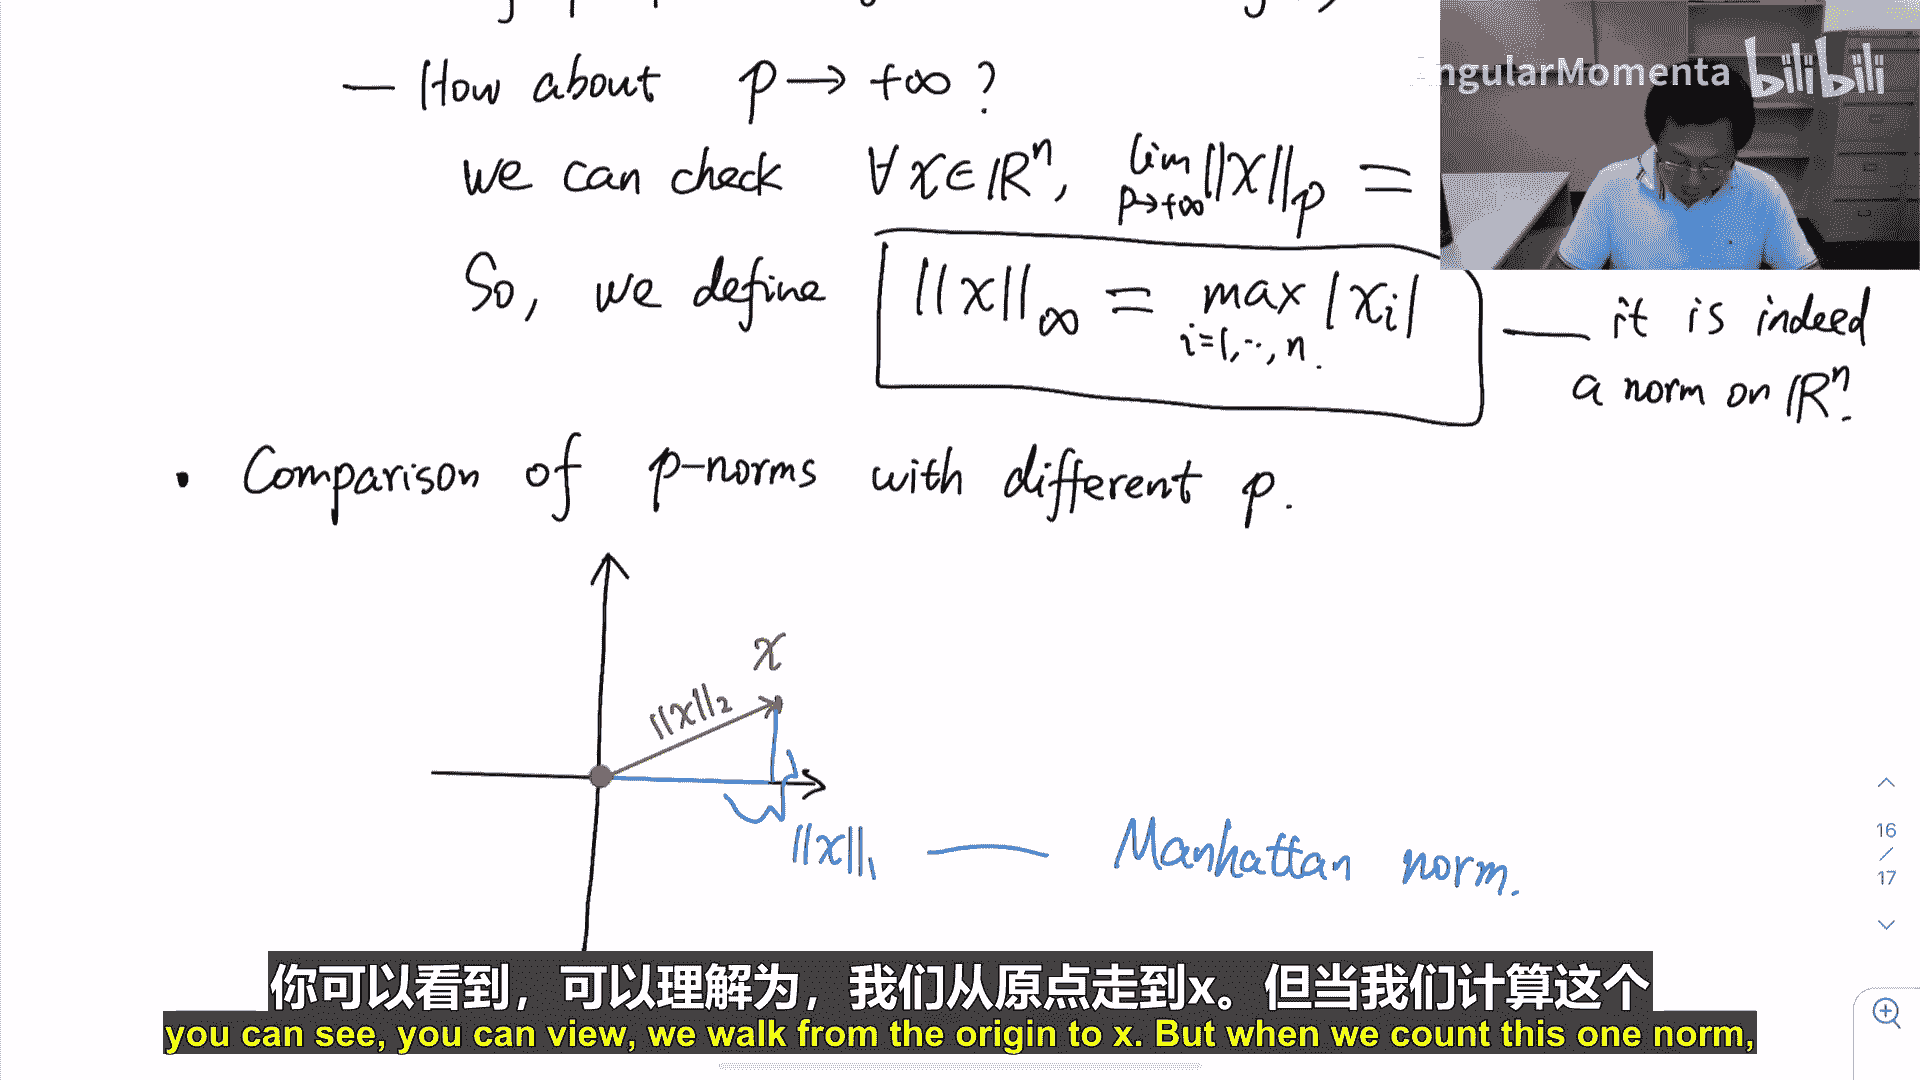 — How about p → +∞ ?
ngularMomenta bilibili
we can check ∀ x ∈ ℝⁿ, lim p→+∞ ||x||_p =
So, we define ||x||_∞ = max i=1,⋯,n. |x_i| — it is indeed
a norm on ℝⁿ.
• Comparison of p-norms with different p.
x
||x||₂
||x||₁ — Manhattan norm.
16
/
17
你可以看到，可以理解为，我们从原点走到x。但当我们计算这个
you can see, you can view, we walk from the origin to x. But when we count this one norm,